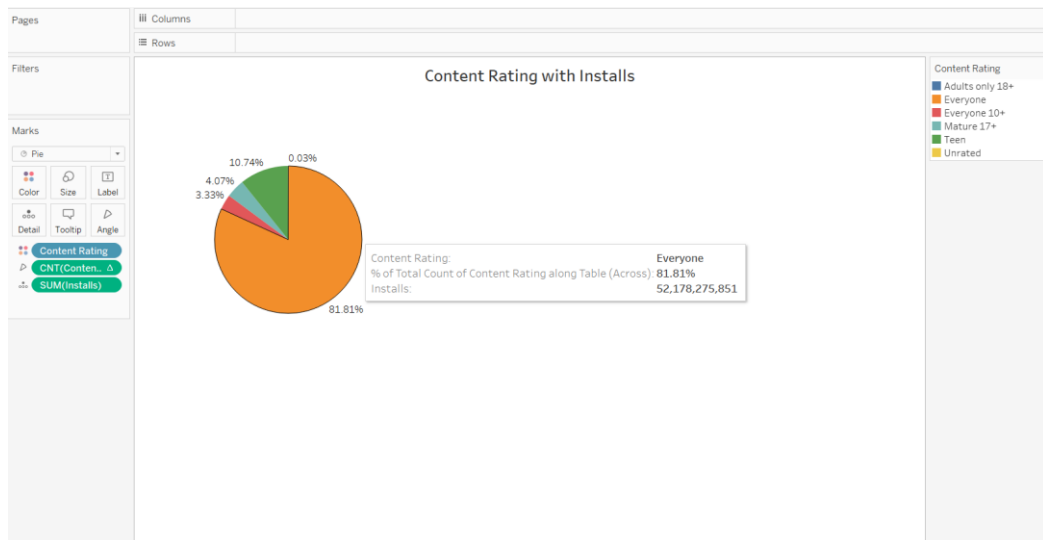 Pages
Columns
Rows
Filters
Content Rating with Installs
Content Rating
Adults only 18+
Everyone
Everyone 10+
Mature 17+
Teen
Unrated
Marks
Pie
Color Size Label
Detail Tooltip Angle
Content Rating
CNT(Conten.. Δ
SUM(Installs)
10.74% 0.03%
4.07%
3.33%
81.81%
Content Rating: Everyone
% of Total Count of Content Rating along Table (Across): 81.81%
Installs: 52,178,275,851